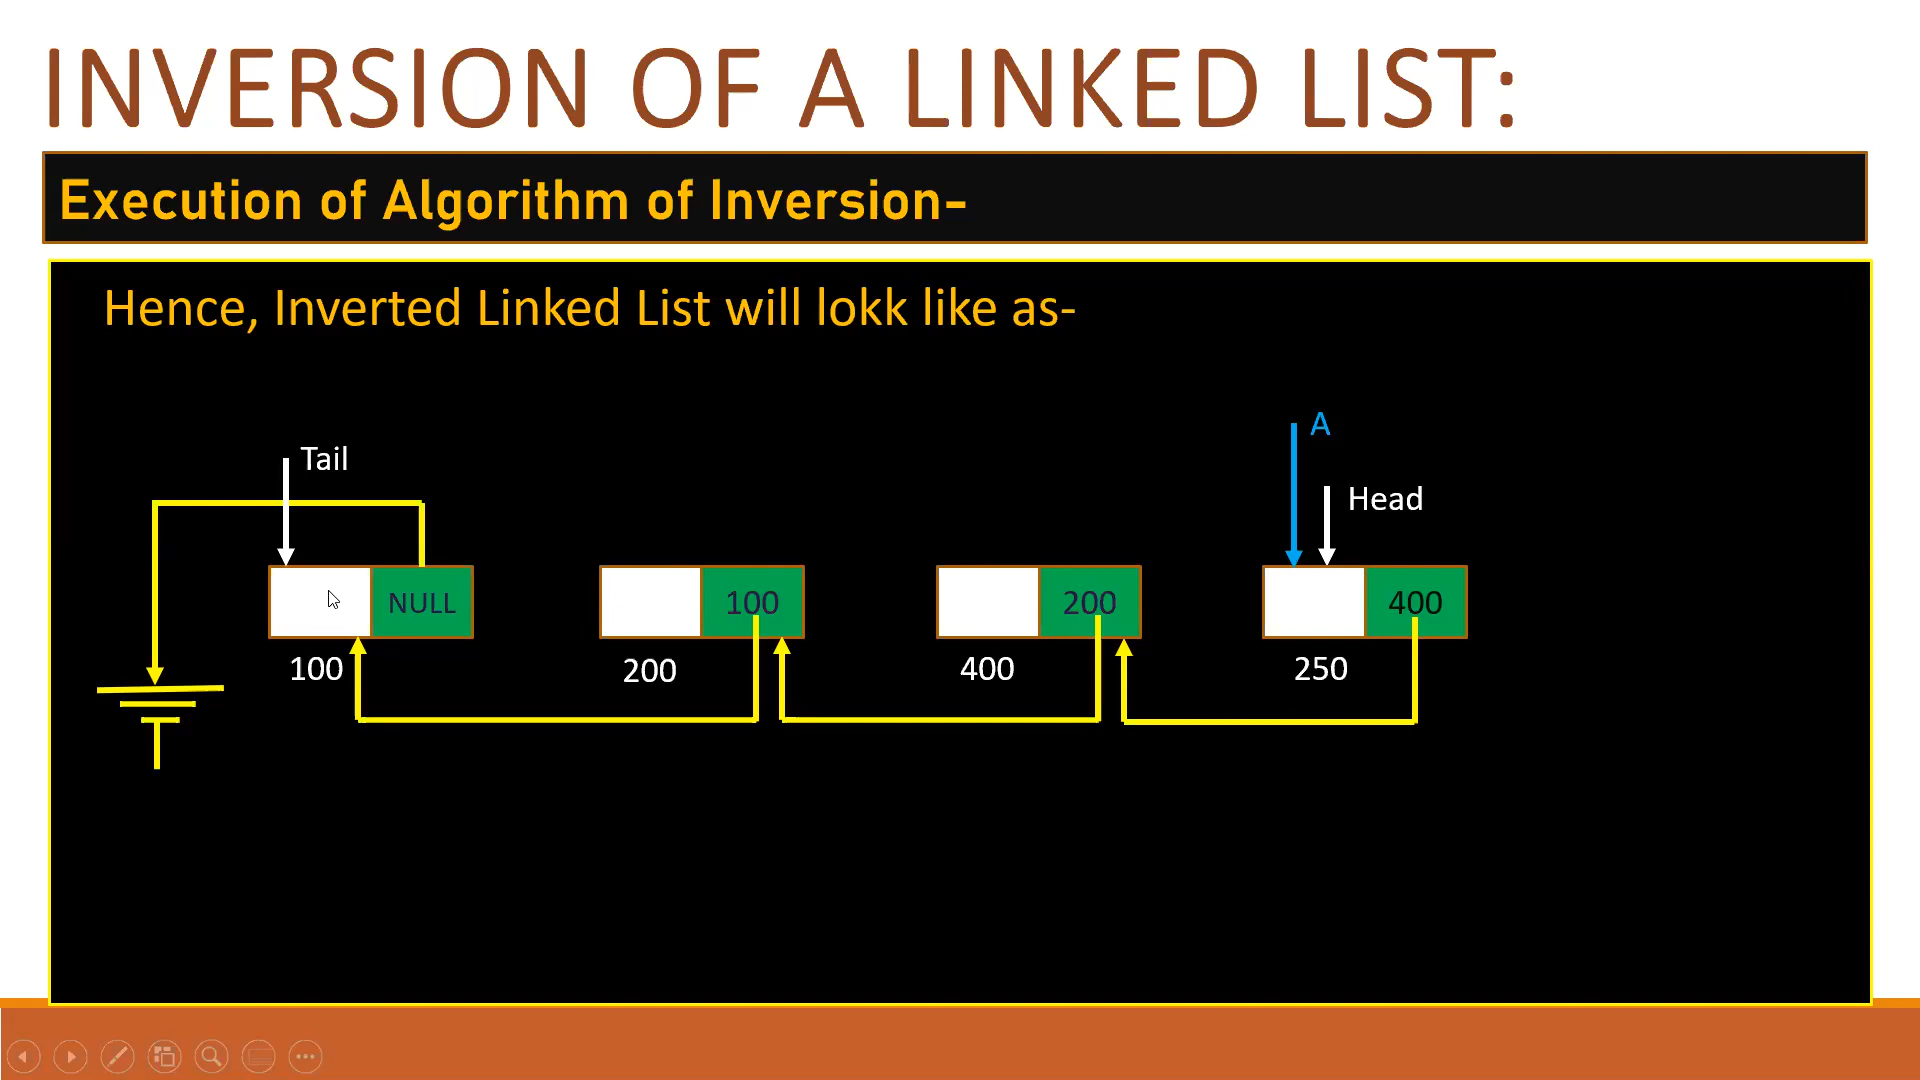 INVERSION OF A LINKED LIST:
Execution of Algorithm of Inversion-
Hence, Inverted Linked List will lokk like as-
A
Tail
Head
NULL 100 200 400
100 200 400 250